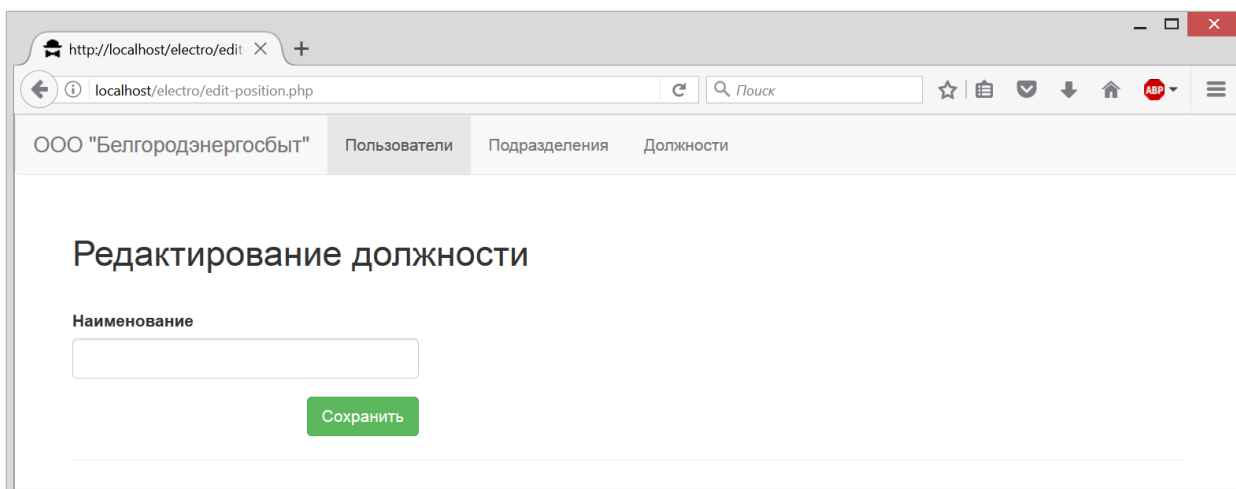 http://localhost/electro/edit
localhost/electro/edit-position.php
Поиск
ABP
ООО "Белгородэнергосбыт"
Пользователи
Подразделения
Должности
Редактирование должности
Наименование
Сохранить